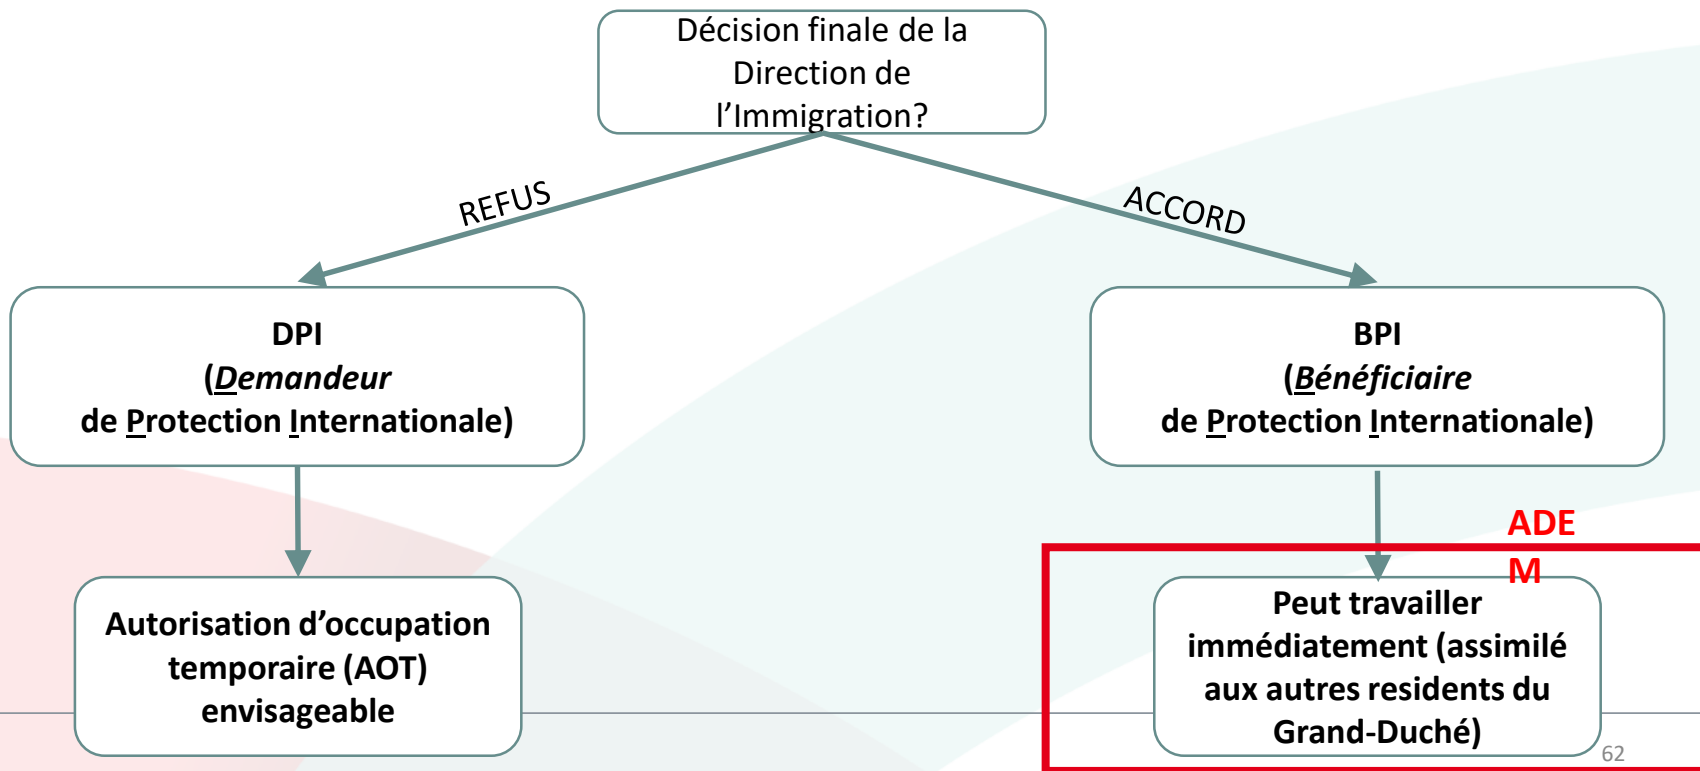 Décision finale de la
Direction de
l’Immigration?
REFUS
ACCORD
DPI
(Demandeur
de Protection Internationale)
BPI
(Bénéficiaire
de Protection Internationale)
Autorisation d’occupation
temporaire (AOT)
envisageable
ADE
M
Peut travailler
immédiatement (assimilé
aux autres residents du
Grand-Duché)
62